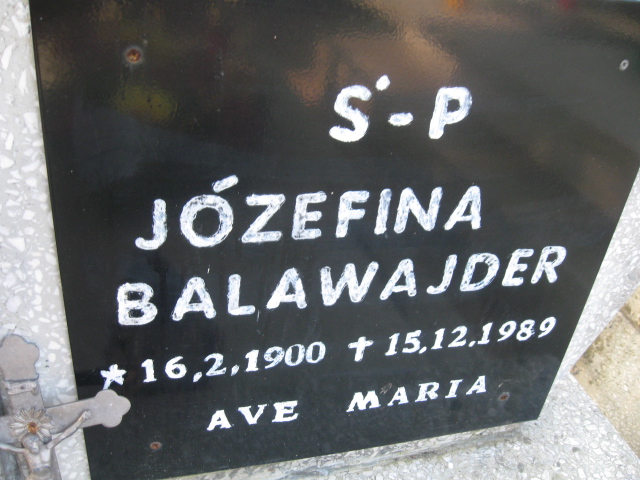 Ś-P
JÓZEFINA
BALAWAJDER
* 16,2,1900 ✝ 15.12.1989
AVE MARIA